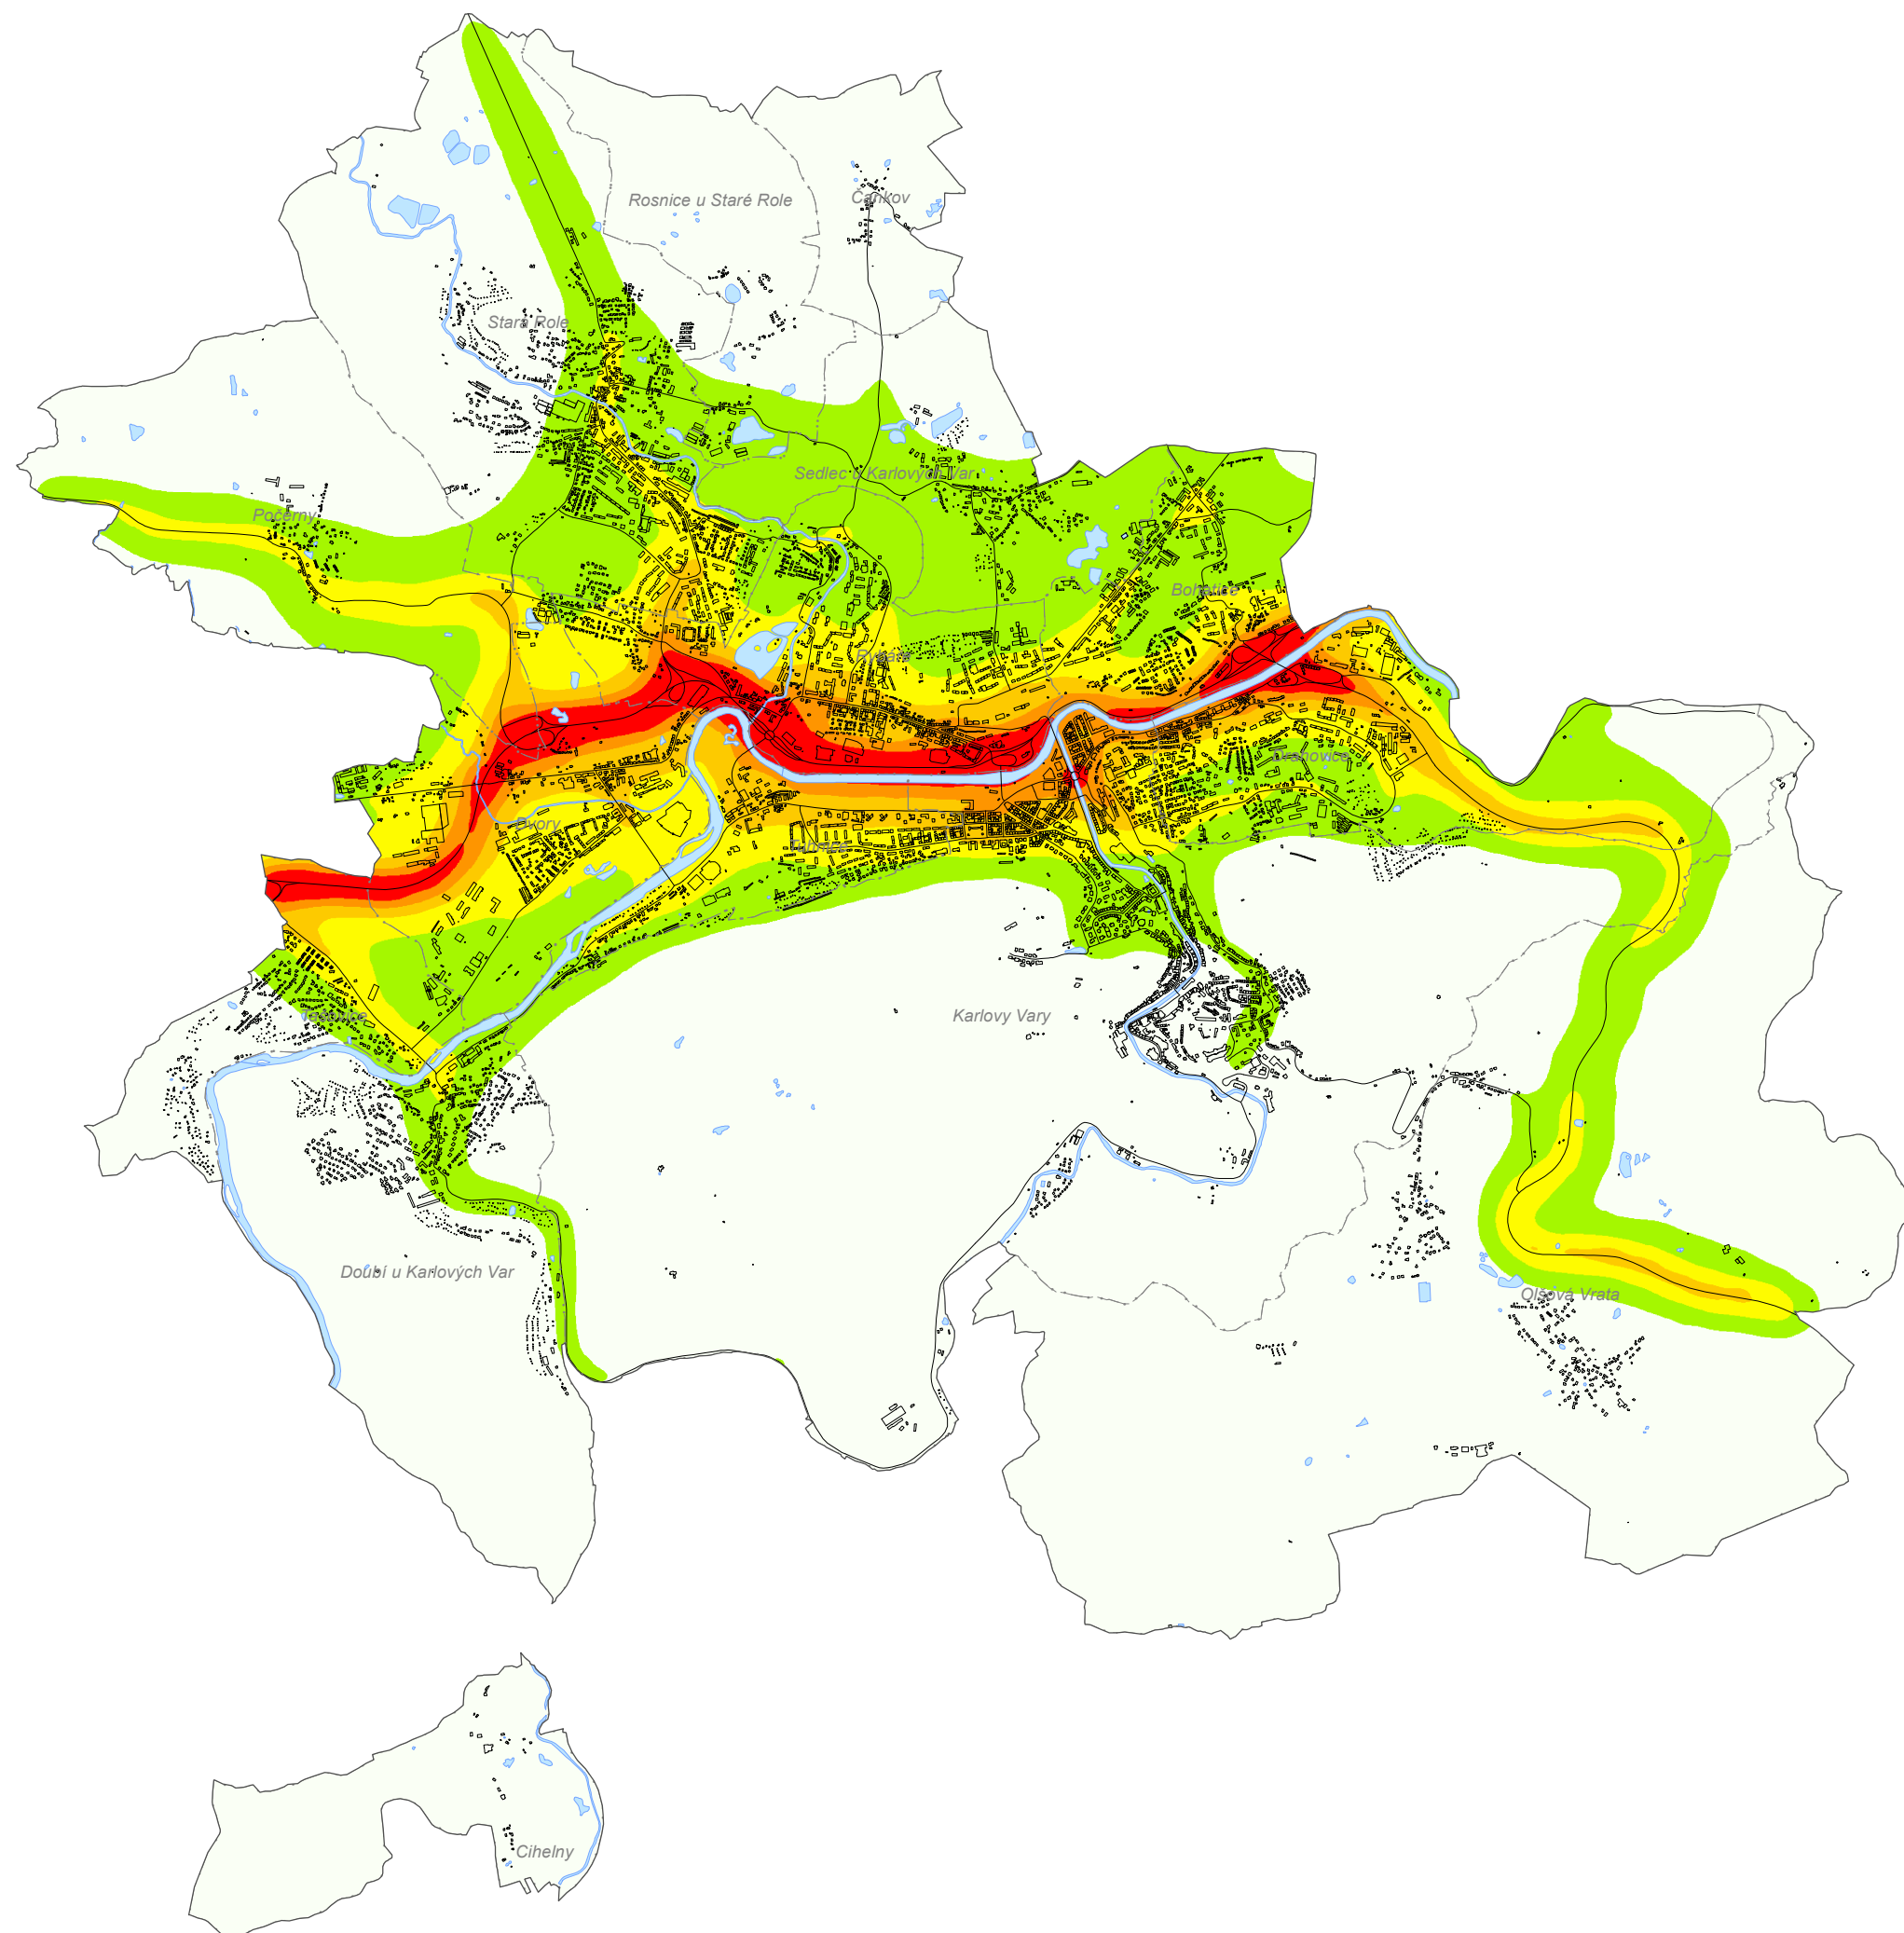 Rosnice u Staré Role
Čankov
Stará Role
Sedlec u Karlových Var
Počerny
Bohatice
Rybáře
Drahovice
Dvory
Tuhnice
Tašovice
Karlovy Vary
Doubí u Karlových Var
Olšová Vrata
Cihelny